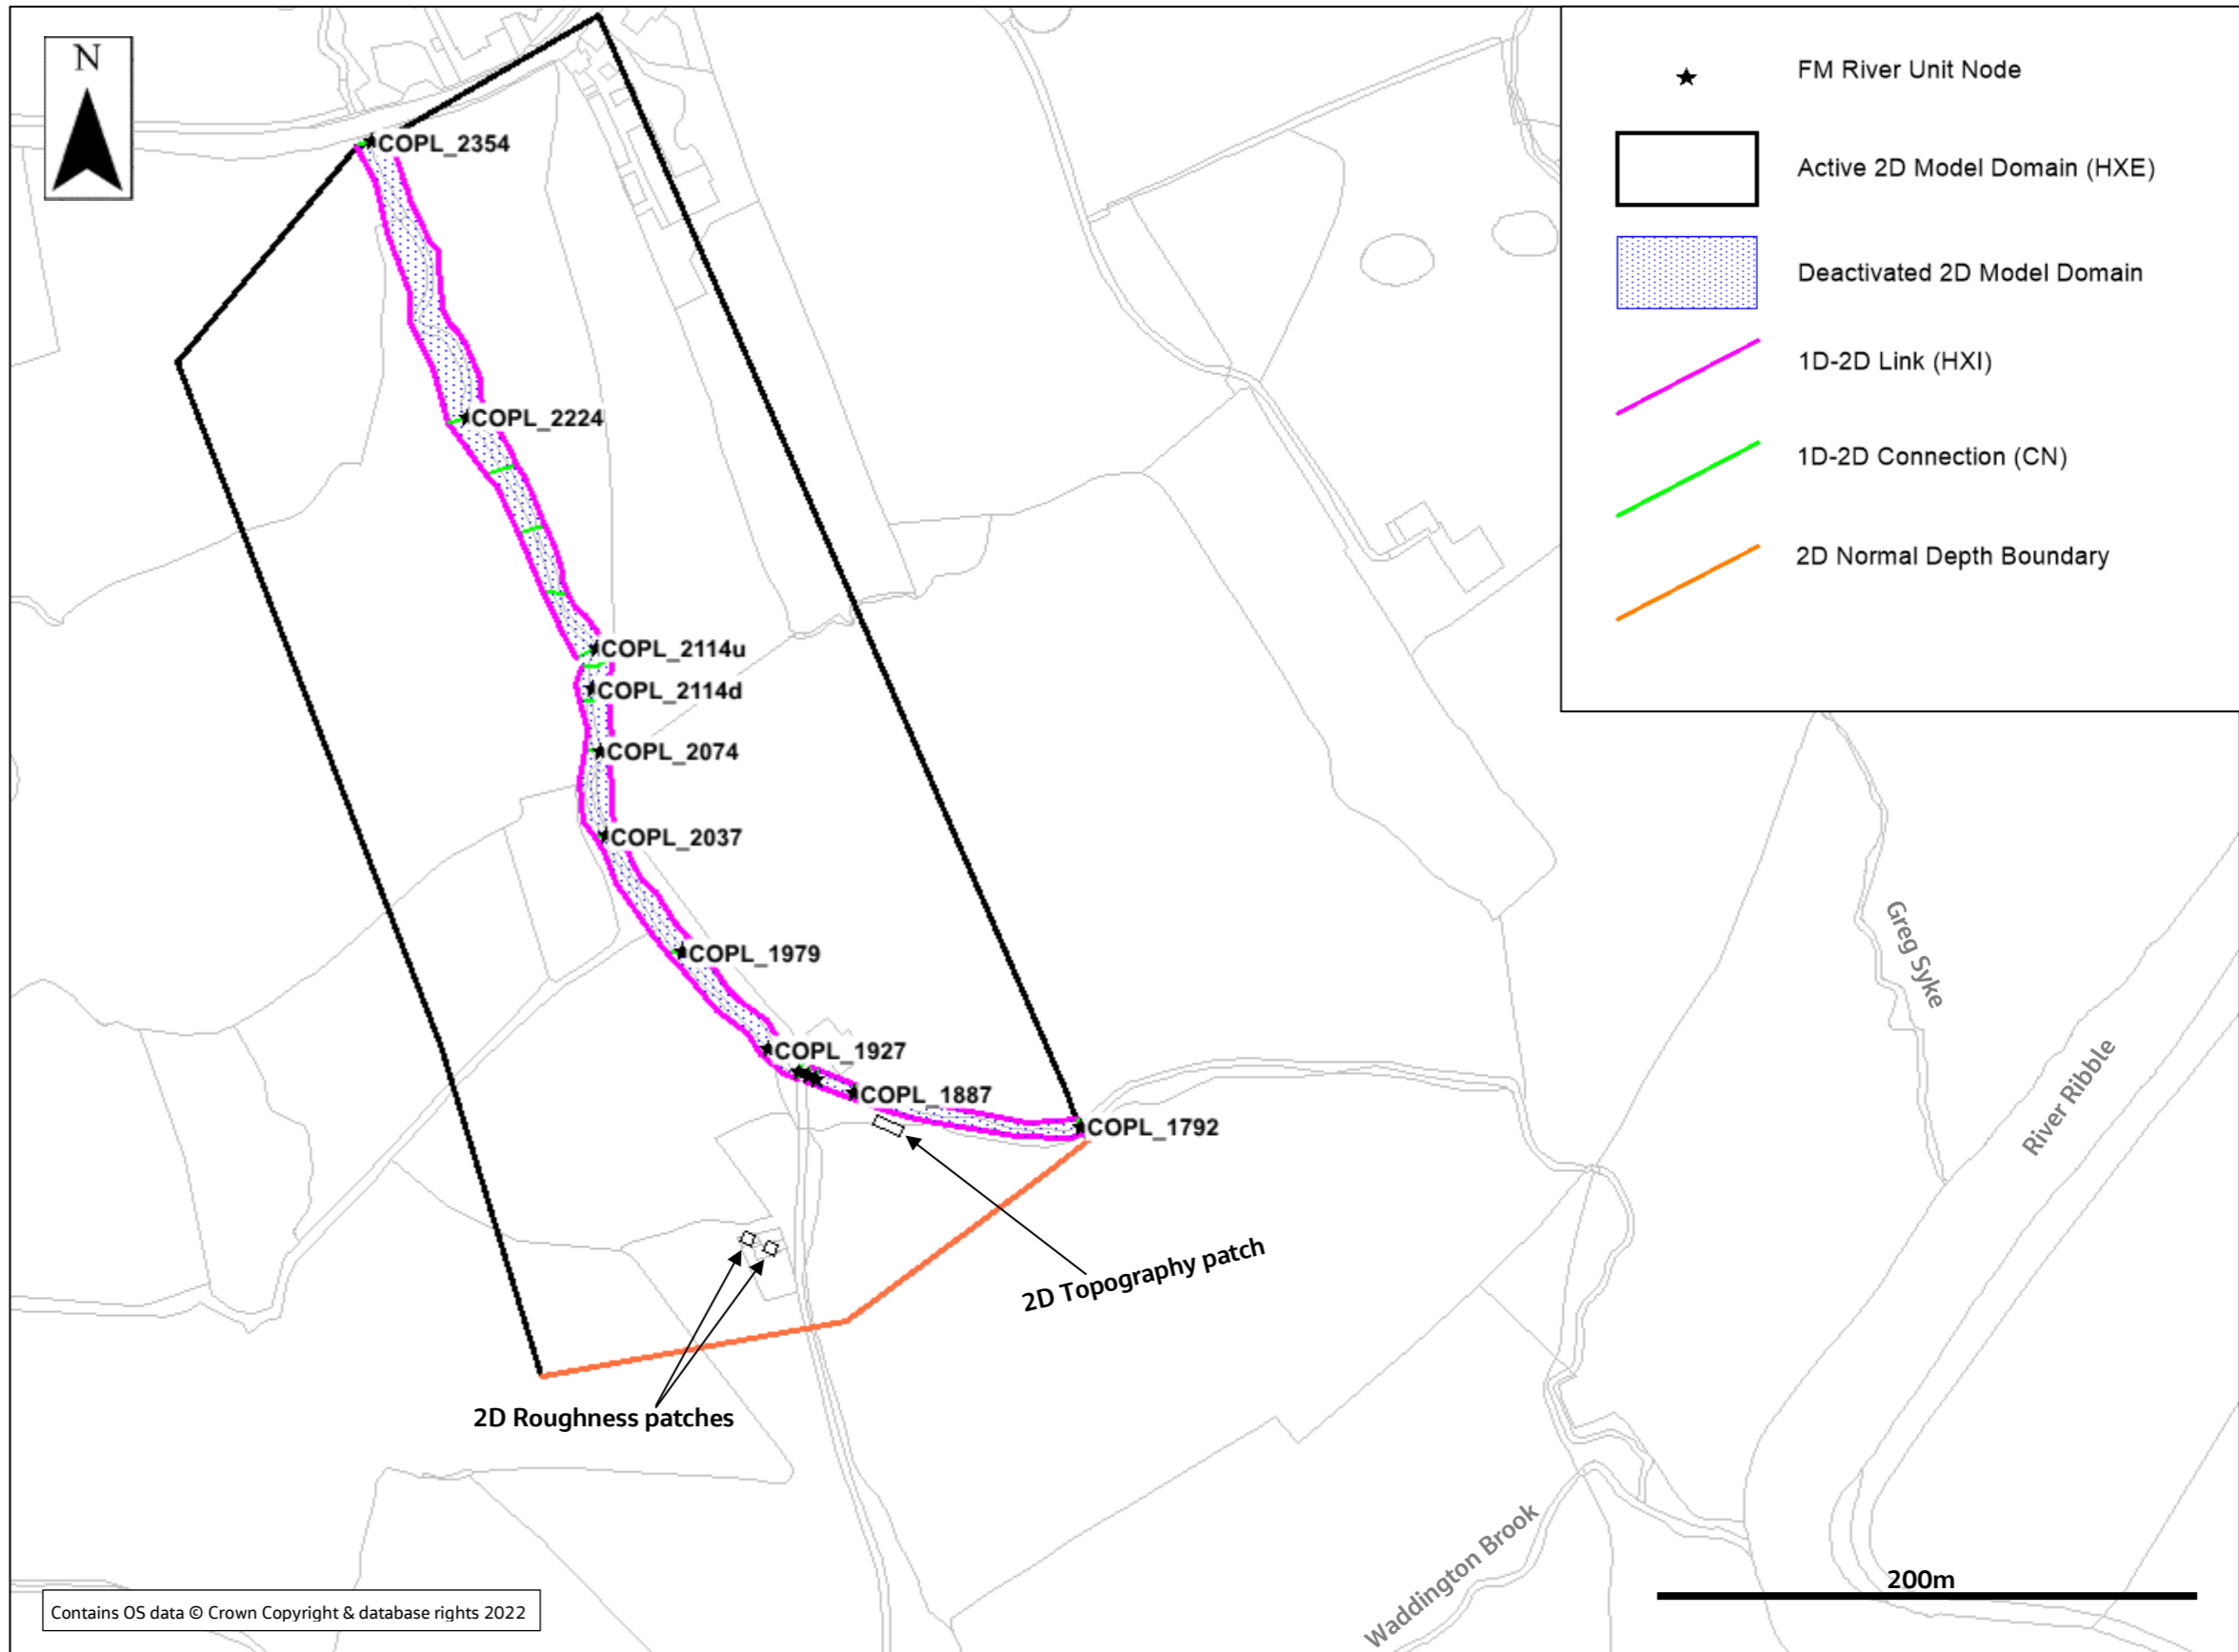 N
FM River Unit Node
Active 2D Model Domain (HXE)
Deactivated 2D Model Domain
1D-2D Link (HXI)
1D-2D Connection (CN)
2D Normal Depth Boundary
COPL_2354
COPL_2224
COPL_2114u
COPL_2114d
COPL_2074
COPL_2037
COPL_1979
COPL_1927
COPL_1887
COPL_1792
Greg Syke
River Ribble
2D Topography patch
2D Roughness patches
Waddington Brook
200m
Contains OS data © Crown Copyright & database rights 2022